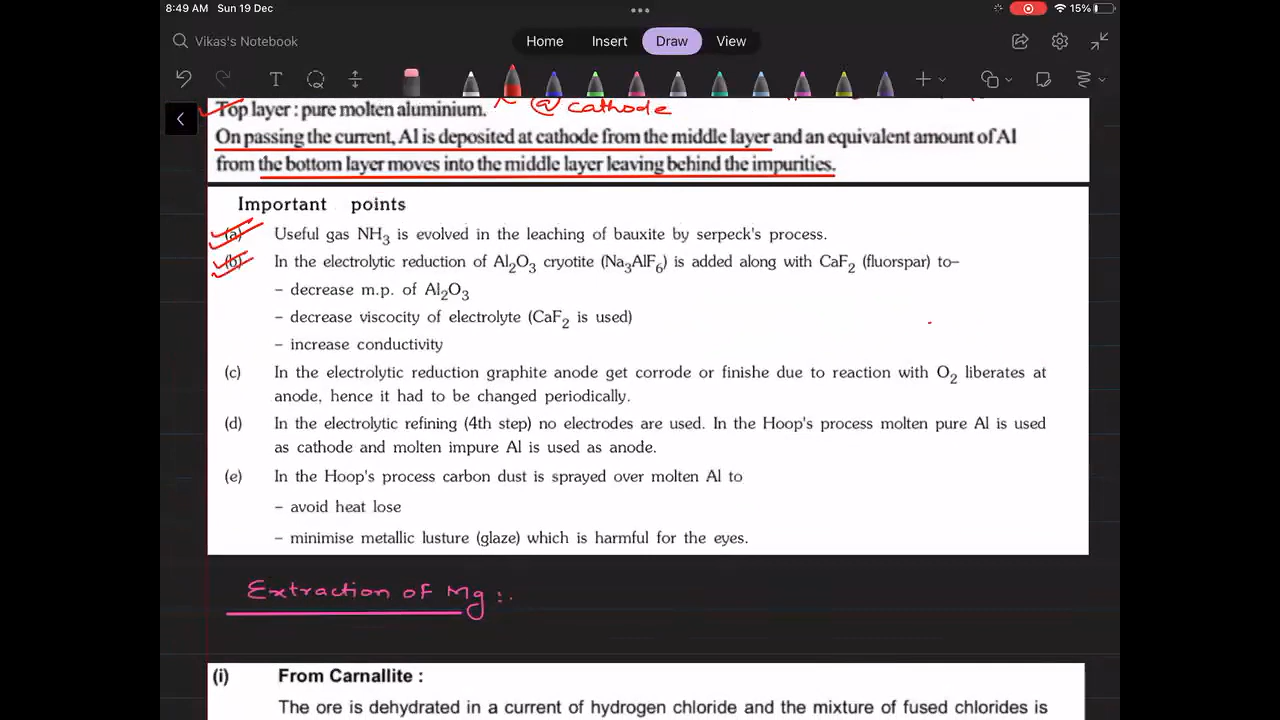 8:49 AM Sun 19 Dec
15%
Vikas's Notebook
Home Insert Draw View
Top layer : pure molten aluminium. @ cathode
On passing the current, Al is deposited at cathode from the middle layer and an equivalent amount of Al
from the bottom layer moves into the middle layer leaving behind the impurities.
Important points
(a) Useful gas NH3 is evolved in the leaching of bauxite by serpeck's process.
(b) In the electrolytic reduction of Al2O3 cryotite (Na3AlF6) is added along with CaF2 (fluorspar) to–
– decrease m.p. of Al2O3
– decrease viscocity of electrolyte (CaF2 is used)
– increase conductivity
(c) In the electrolytic reduction graphite anode get corrode or finishe due to reaction with O2 liberates at
anode, hence it had to be changed periodically.
(d) In the electrolytic refining (4th step) no electrodes are used. In the Hoop's process molten pure Al is used
as cathode and molten impure Al is used as anode.
(e) In the Hoop's process carbon dust is sprayed over molten Al to
– avoid heat lose
– minimise metallic lusture (glaze) which is harmful for the eyes.
Extraction of Mg :.
(i) From Carnallite :
The ore is dehydrated in a current of hydrogen chloride and the mixture of fused chlorides is